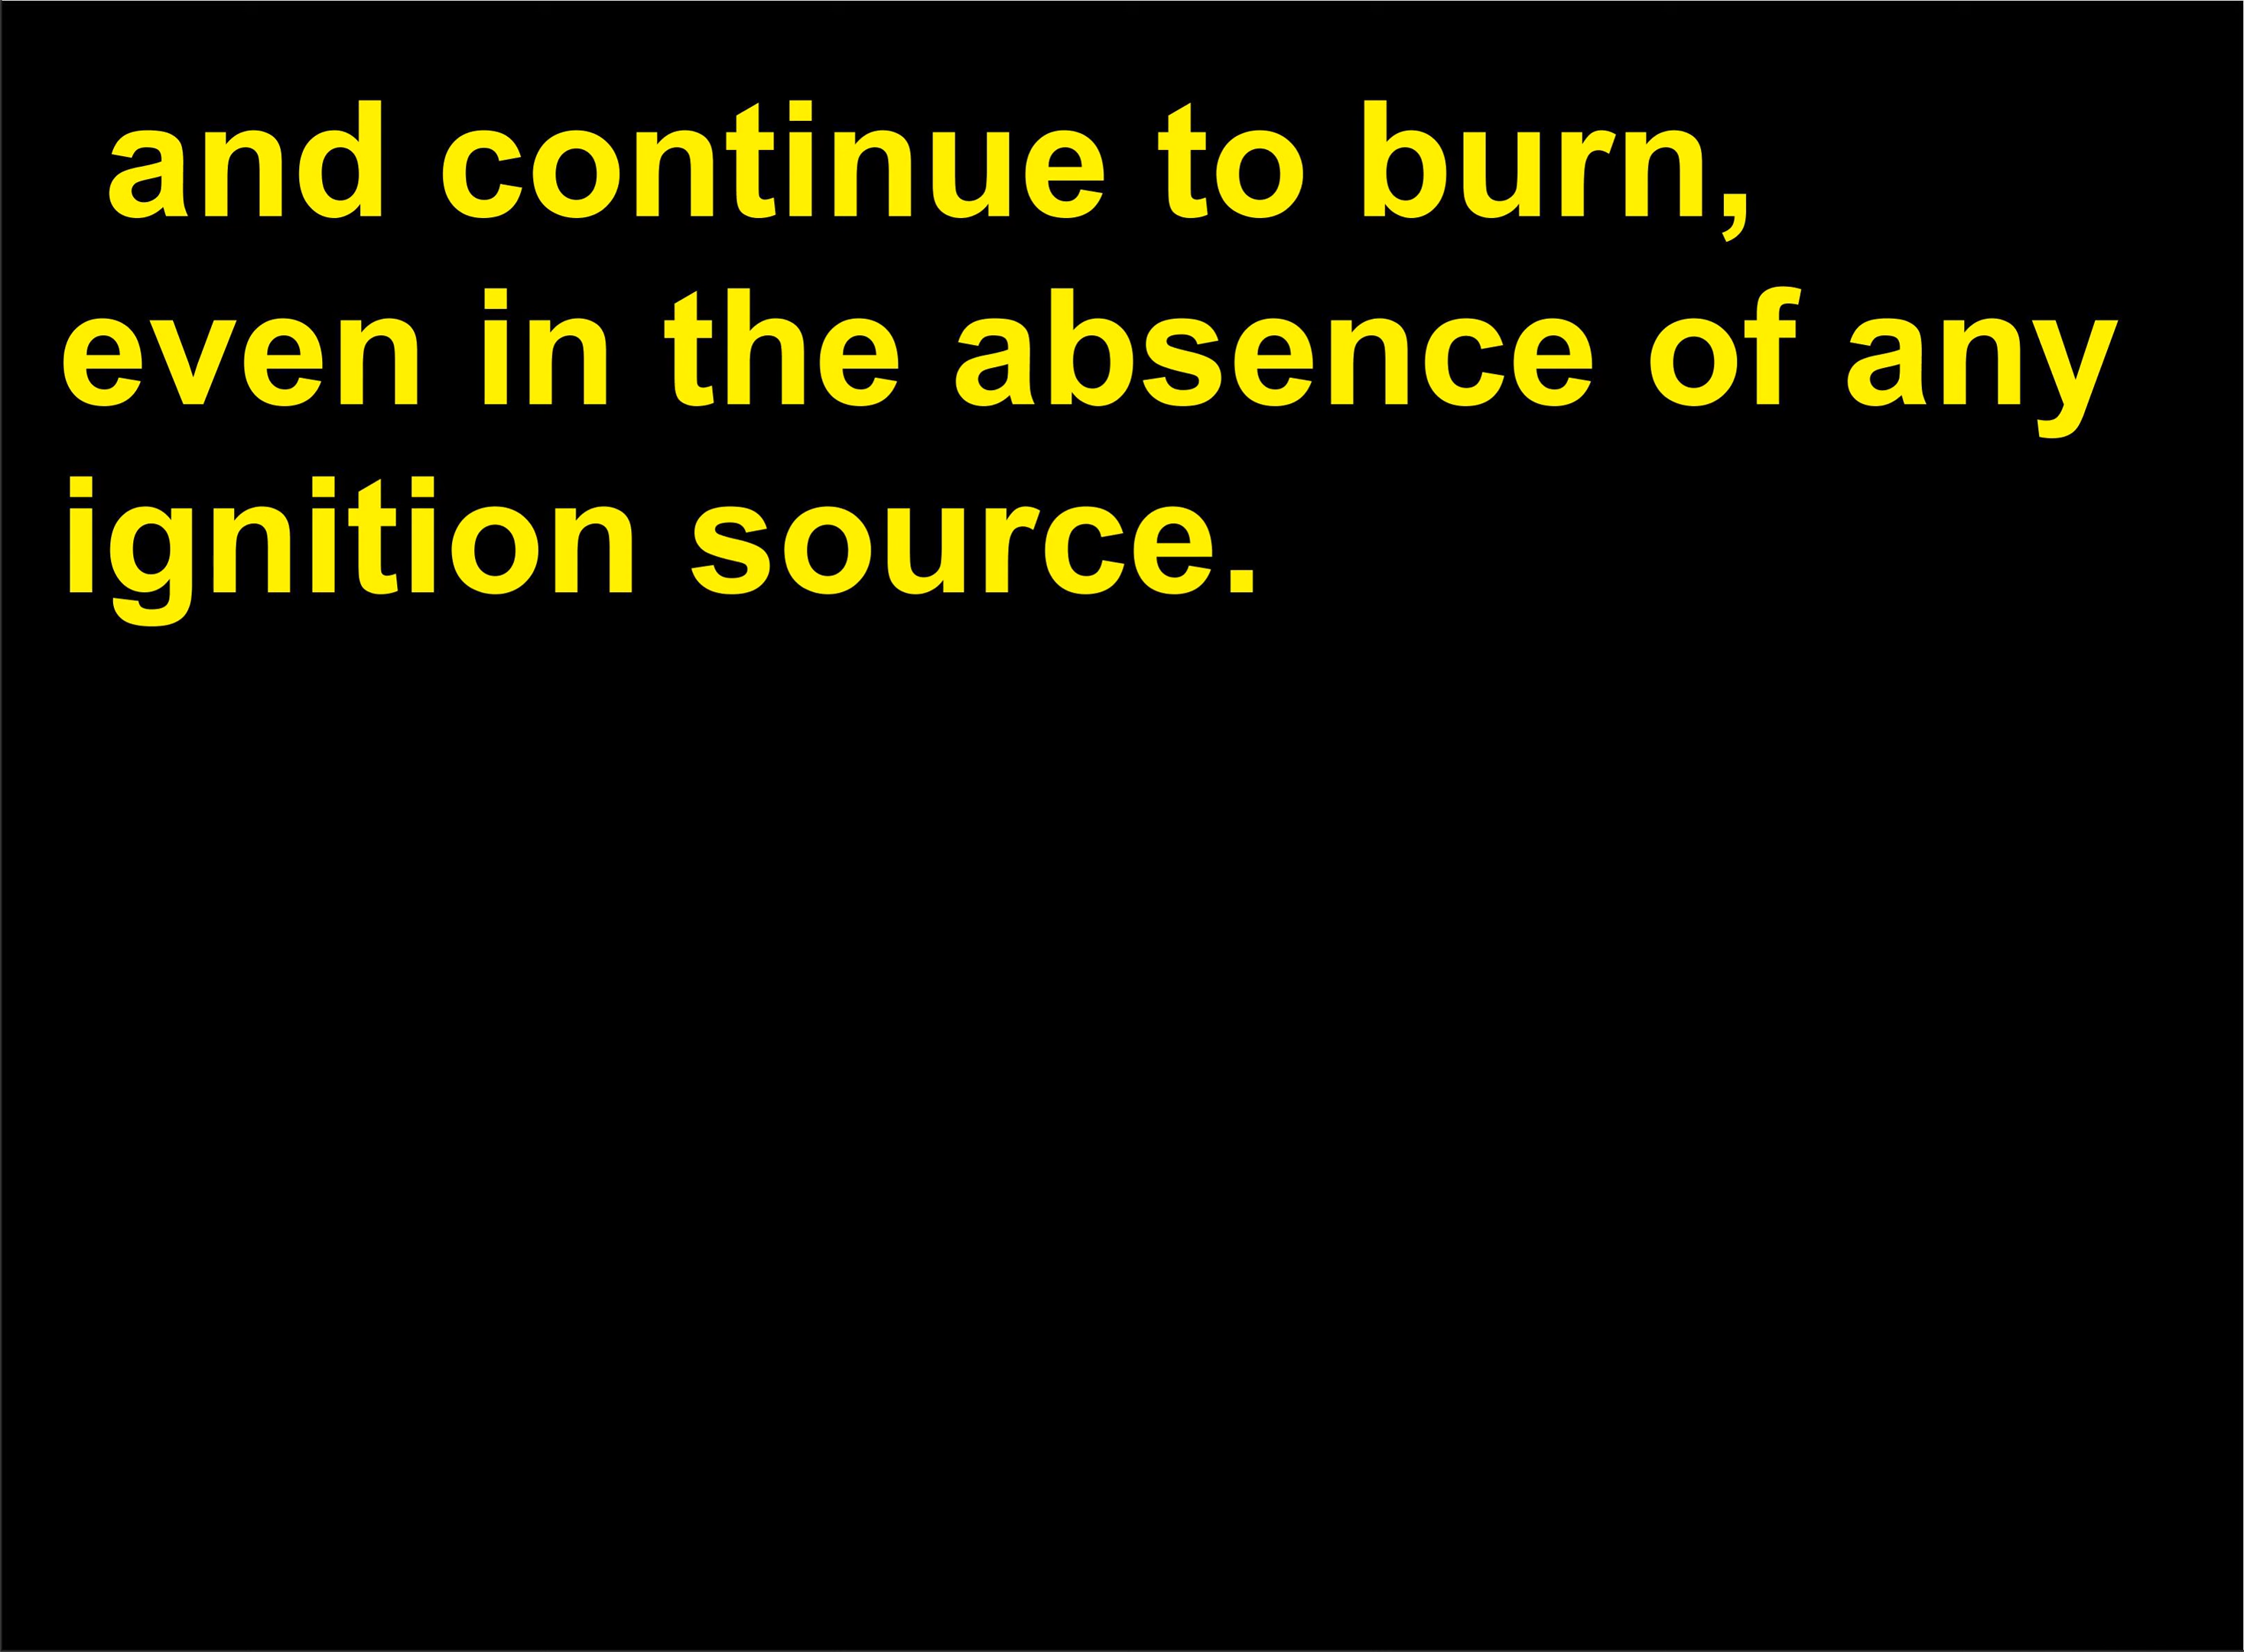 and continue to burn,
even in the absence of any
ignition source.